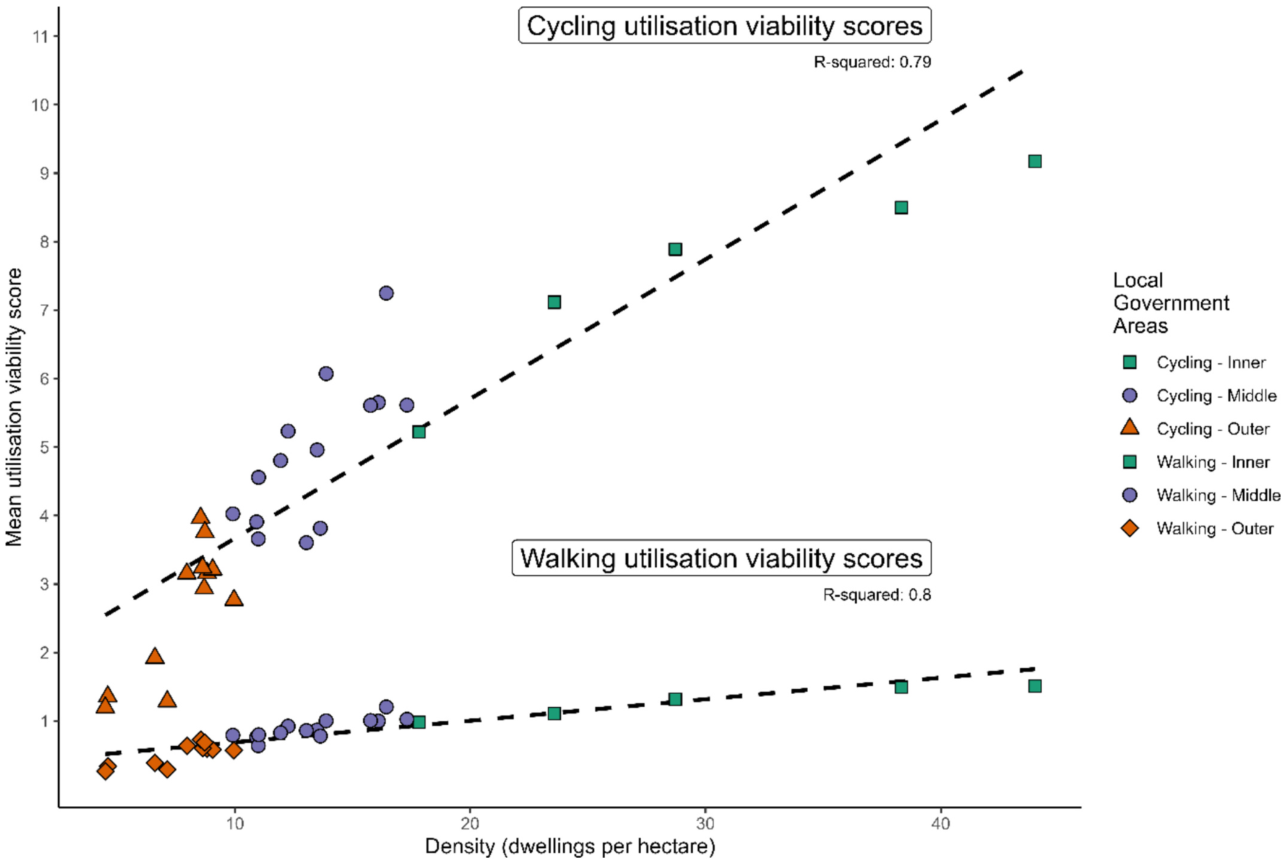 Cycling utilisation viability scores
R-squared: 0.79
Walking utilisation viability scores
R-squared: 0.8
Mean utilisation viability score
11
10
9
8
7
6
5
4
3
2
1
10
20
30
40
Density (dwellings per hectare)
Local
Government
Areas
Cycling - Inner
Cycling - Middle
Cycling - Outer
Walking - Inner
Walking - Middle
Walking - Outer